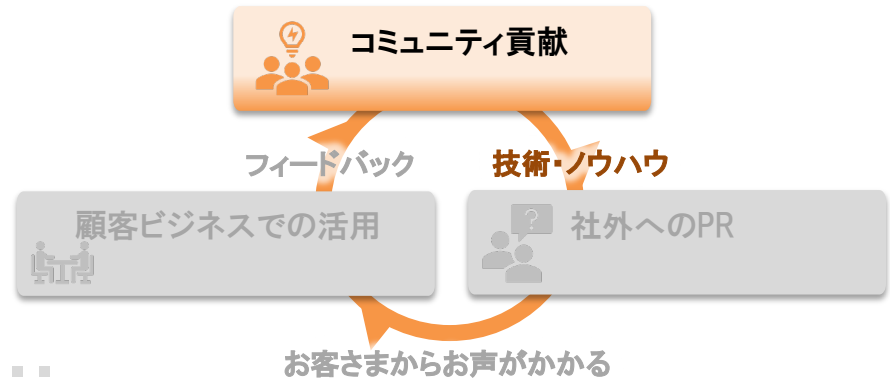 コミュニティ貢献
フィードバック
技術・ノウハウ
顧客ビジネスでの活用
?
社外へのPR
お客さまからお声がかかる